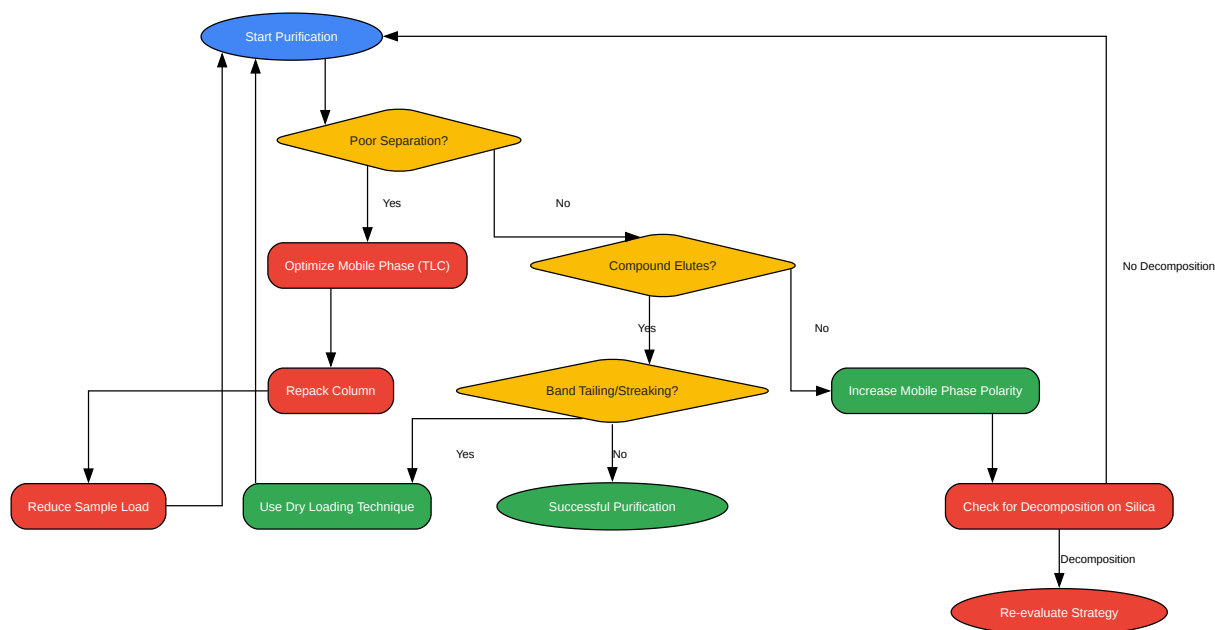 Start Purification
Poor Separation?
Yes
No
Optimize Mobile Phase (TLC)
Compound Elutes?
No Decomposition
Yes
No
Repack Column
Band Tailing/Streaking?
Increase Mobile Phase Polarity
Yes
No
Reduce Sample Load
Use Dry Loading Technique
Successful Purification
Check for Decomposition on Silica
Decomposition
Re-evaluate Strategy